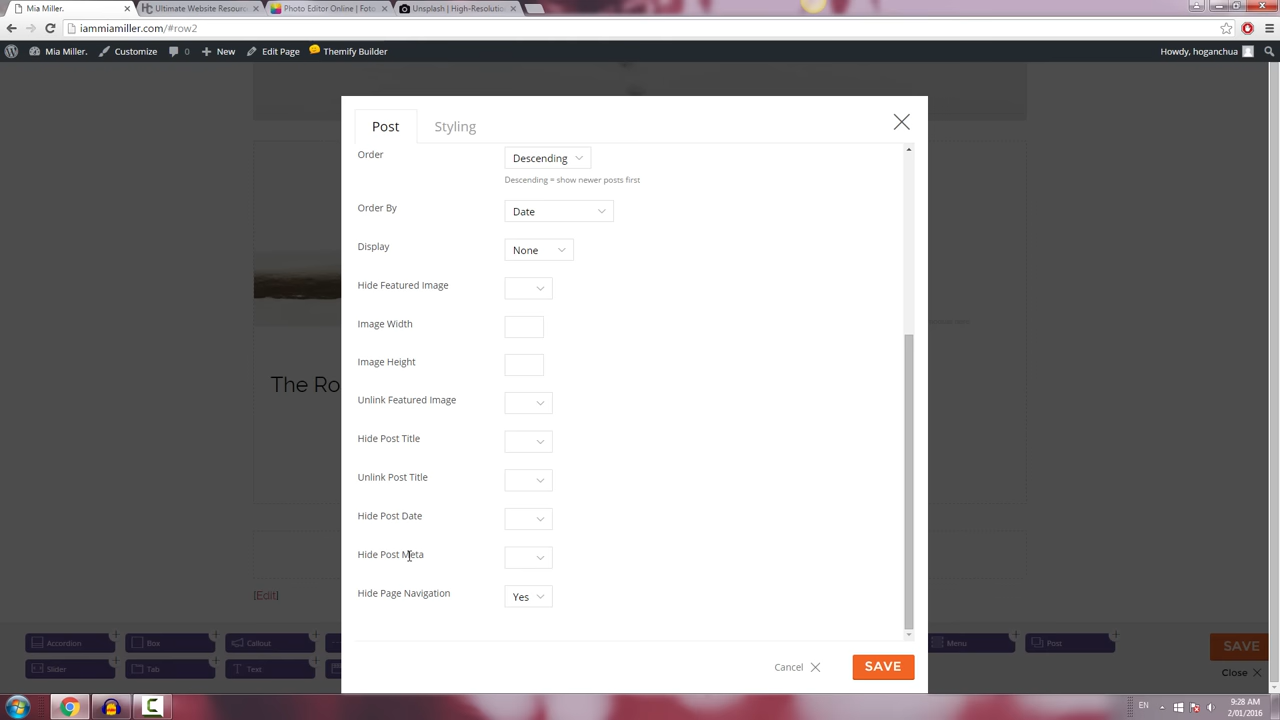 Mia Miller.
Ultimate Website Resourc
Photo Editor Online | Foto
Unsplash | High-Resolution
iammiamiller.com/#row2
Mia Miller. Customize 0 New Edit Page Themify Builder Howdy, hoganchua
Post Styling
Order Descending
Descending = show newer posts first
Order By Date
Display None
Hide Featured Image
Image Width
Image Height
The Ro
Unlink Featured Image
Hide Post Title
Unlink Post Title
Hide Post Date
Hide Post Meta
Hide Page Navigation Yes
[Edit]
Accordion Box Callout Menu Post SAVE
Cancel SAVE
Slider Tab Text Close
EN 9:28 AM
2/01/2016